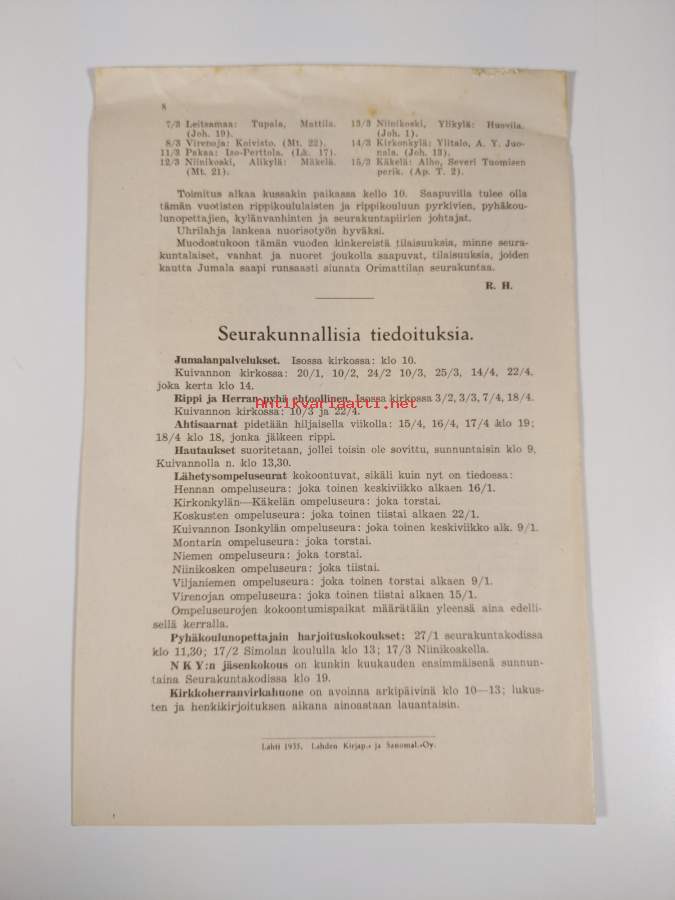 8
7/3 Leitsamaa: Tupala, Mattila.
(Joh. 19).
8/3 Virenoja: Koivisto. (Mt. 22).
11/3 Pakaa: Iso-Perttola. (Lk. 17).
12/3 Niinikoski, Alikylä: Mäkelä.
(Mt. 21).
13/3 Niinikoski, Ylikylä: Huovila.
(Joh. 1).
14/3 Kirkonkylä: Ylitalo, A. Y. Juo-
nala. (Joh. 13).
15/3 Käkelä: Alho, Severi Tuomisen
perik. (Ap. T. 2).
Toimitus alkaa kussakin paikassa kello 10. Saapuvilla tulee olla
tämän vuotisten rippikoululaisten ja rippikouluun pyrkivien, pyhäkou-
lunopettajien, kylänvanhinten ja seurakuntapiirien johtajat.
Uhrilahja lankeaa nuorisotyön hyväksi.
Muodostukoon tämän vuoden kinkereistä tilaisuuksia, minne seura-
kuntalaiset, vanhat ja nuoret joukolla saapuvat, tilaisuuksia, joiden
kautta Jumala saapi runsaasti siunata Orimattilan seurakuntaa.
R. H.
Seurakunnallisia tiedoituksia.
Jumalanpalvelukset. Isossa kirkossa: klo 10.
Kuivannon kirkossa: 20/1, 10/2, 24/2 10/3, 25/3, 14/4, 22/4,
joka kerta klo 14.
Rippi ja Herran pyhä ehtoollinen. Isossa kirkossa 3/2, 3/3, 7/4, 18/4.
Antikvariaatti.net
Kuivannon kirkossa: 10/3 ja 22/4.
Ahtisaarnat pidetään hiljaisella viikolla: 15/4, 16/4, 17/4 klo 19;
18/4 klo 18, jonka jälkeen rippi.
Hautaukset suoritetaan, jollei toisin ole sovittu, sunnuntaisin klo 9,
Kuivannolla n. klo 13,30.
Lähetysompeluseurat kokoontuvat, sikäli kuin nyt on tiedossa:
Hennan ompeluseura: joka toinen keskiviikko alkaen 16/1.
Kirkonkylän—Käkelän ompeluseura: joka torstai.
Koskusten ompeluseura: joka toinen tiistai alkaen 22/1.
Kuivannon Isonkylän ompeluseura: joka toinen keskiviikko alk. 9/1.
Montarin ompeluseura: joka torstai.
Niemen ompeluseura: joka torstai.
Niinikosken ompeluseura: joka tiistai.
Viljaniemen ompeluseura: joka toinen torstai alkaen 9/1.
Virenojan ompeluseura: joka toinen tiistai alkaen 15/1.
Ompeluseurojen kokoontumispaikat määrätään yleensä aina edelli-
sellä kerralla.
Pyhäkoulunopettajain harjoituskokoukset: 27/1 seurakuntakodissa
klo 11,30; 17/2 Simolan koululla klo 13; 17/3 Niinikoskella.
N K Y:n jäsenkokous on kunkin kuukauden ensimmäisenä sunnun-
taina Seurakuntakodissa klo 19.
Kirkkoherranvirkahuone on avoinna arkipäivinä klo 10—13; lukus-
ten ja henkikirjoituksen aikana ainoastaan lauantaisin.
Lahti 1935. Lahden Kirjap.- ja Sanomal.-Oy.